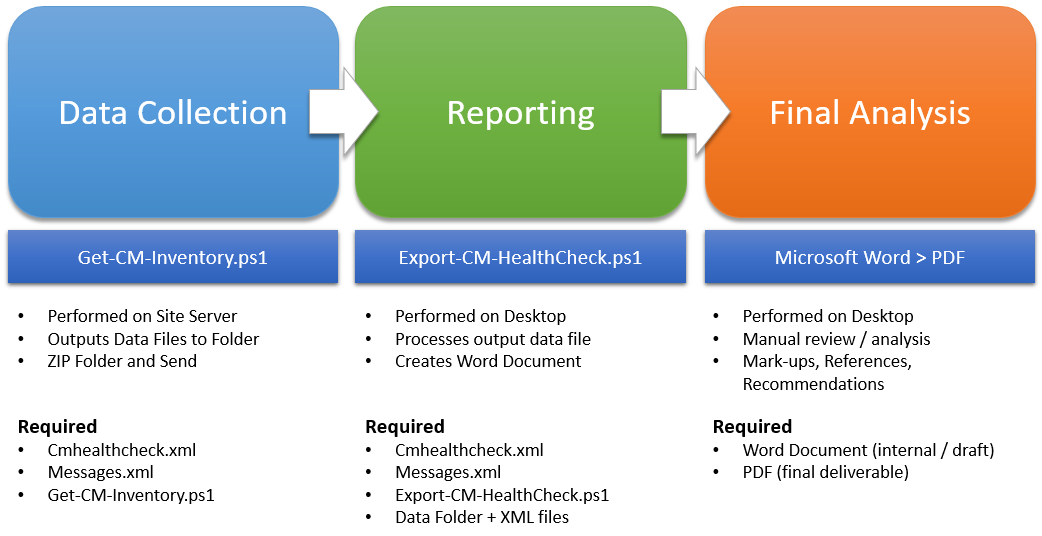 Data Collection
Reporting
Final Analysis
Get-CM-Inventory.ps1
Export-CM-HealthCheck.ps1
Microsoft Word > PDF
• Performed on Site Server
• Outputs Data Files to Folder
• ZIP Folder and Send
Required
• Cmhealthcheck.xml
• Messages.xml
• Get-CM-Inventory.ps1
• Performed on Desktop
• Processes output data file
• Creates Word Document
Required
• Cmhealthcheck.xml
• Messages.xml
• Export-CM-HealthCheck.ps1
• Data Folder + XML files
• Performed on Desktop
• Manual review / analysis
• Mark-ups, References,
Recommendations
Required
• Word Document (internal / draft)
• PDF (final deliverable)